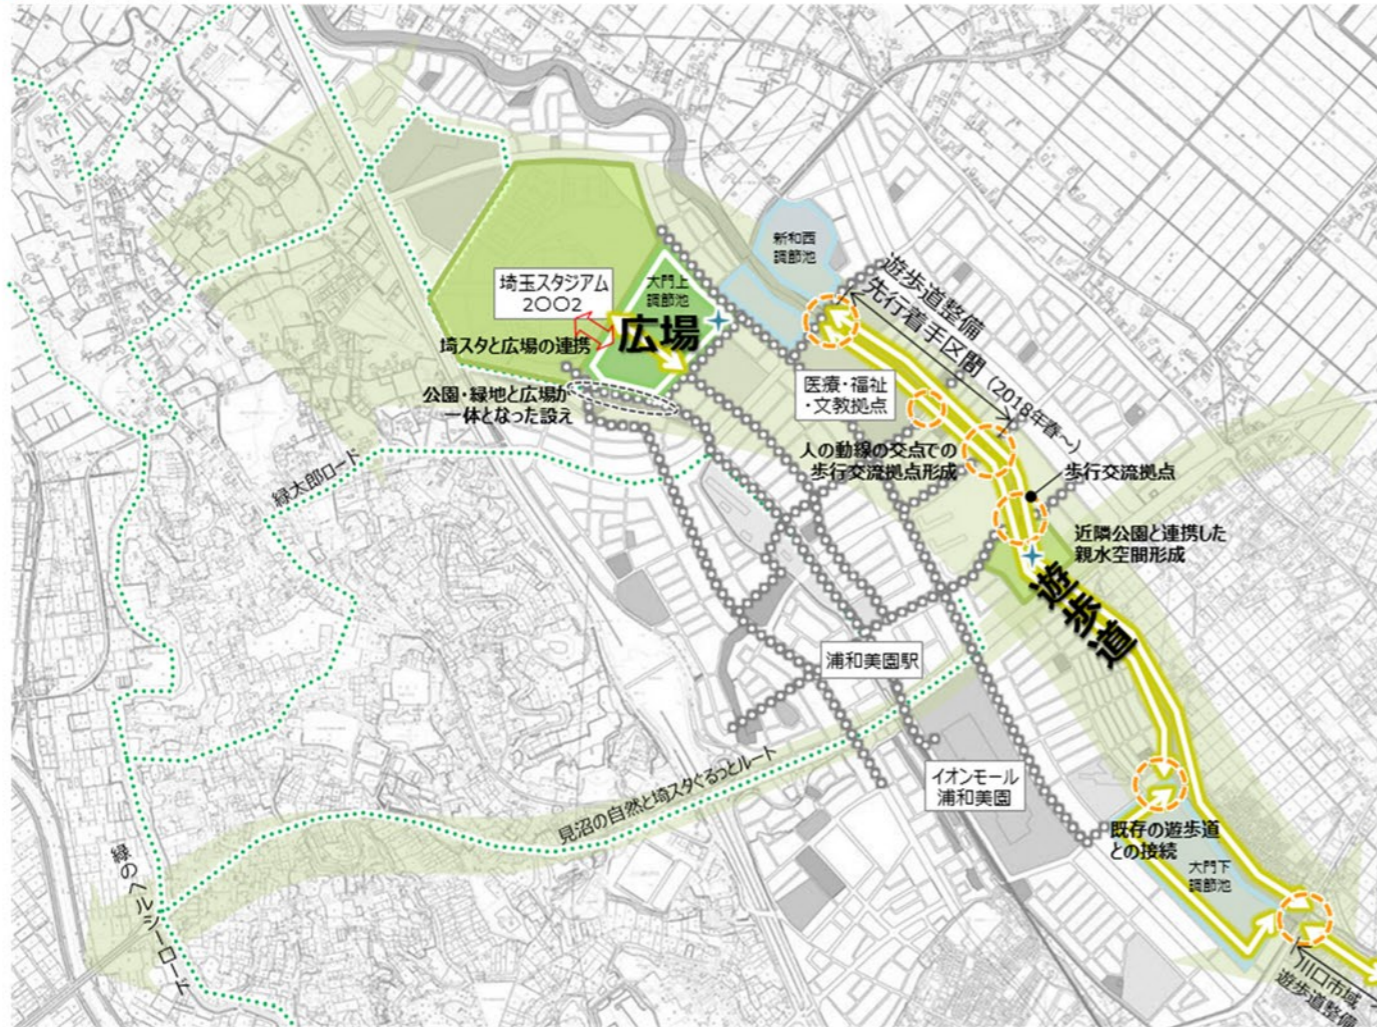 新和西
調節池
遊歩道整備
先行着手区間（2018年春～）
大門上
調節池
埼玉スタジアム
2〇〇2
広場
埼スタと広場の連携
公園・緑地と広場が
一体となった設え
医療・福祉
・文教拠点
人の動線の交点での
歩行交流拠点形成
歩行交流拠点
緑太郎ロード
近隣公園と連携した
親水空間形成
遊歩道
浦和美園駅
イオンモール
浦和美園
見沼の自然と埼スタぐるっとルート
既存の遊歩道
との接続
大門下
調節池
緑のヘルシーロード
川口市域
遊歩道整備